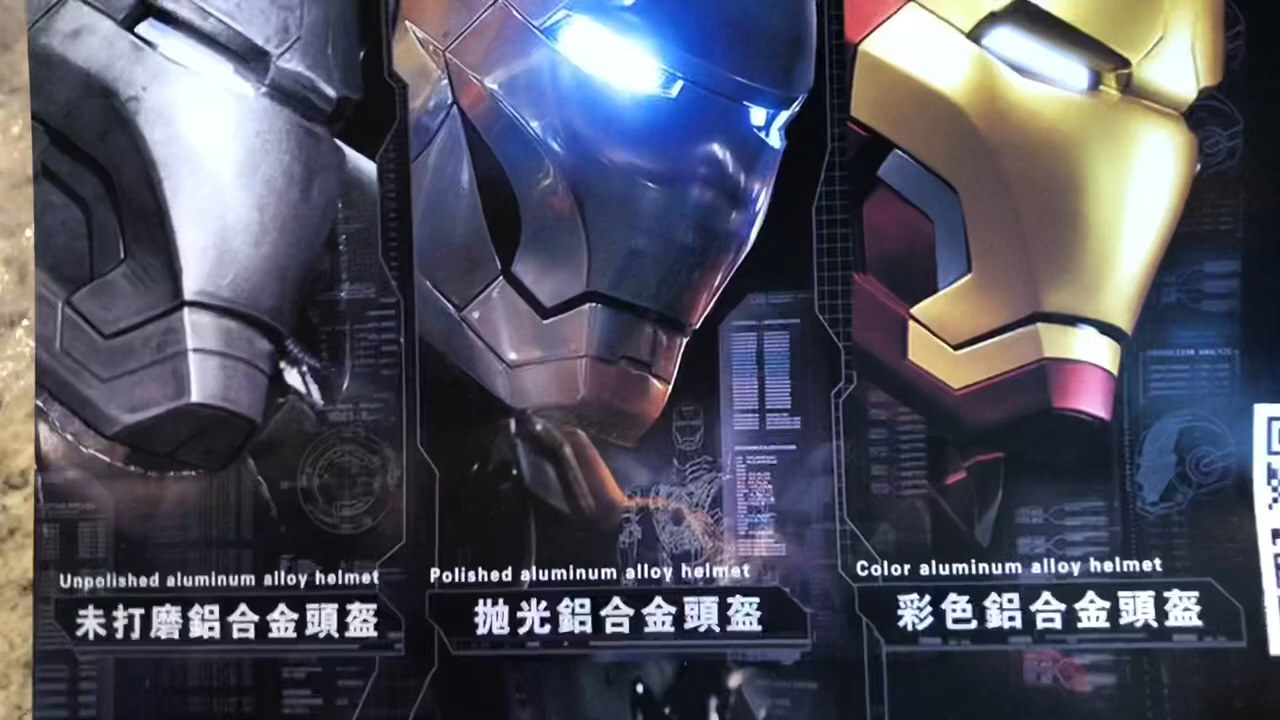 Unpolished aluminum alloy helmet
未打磨鋁合金頭盔
Polished aluminum alloy helmet
拋光鋁合金頭盔
Color aluminum alloy helmet
彩色鋁合金頭盔